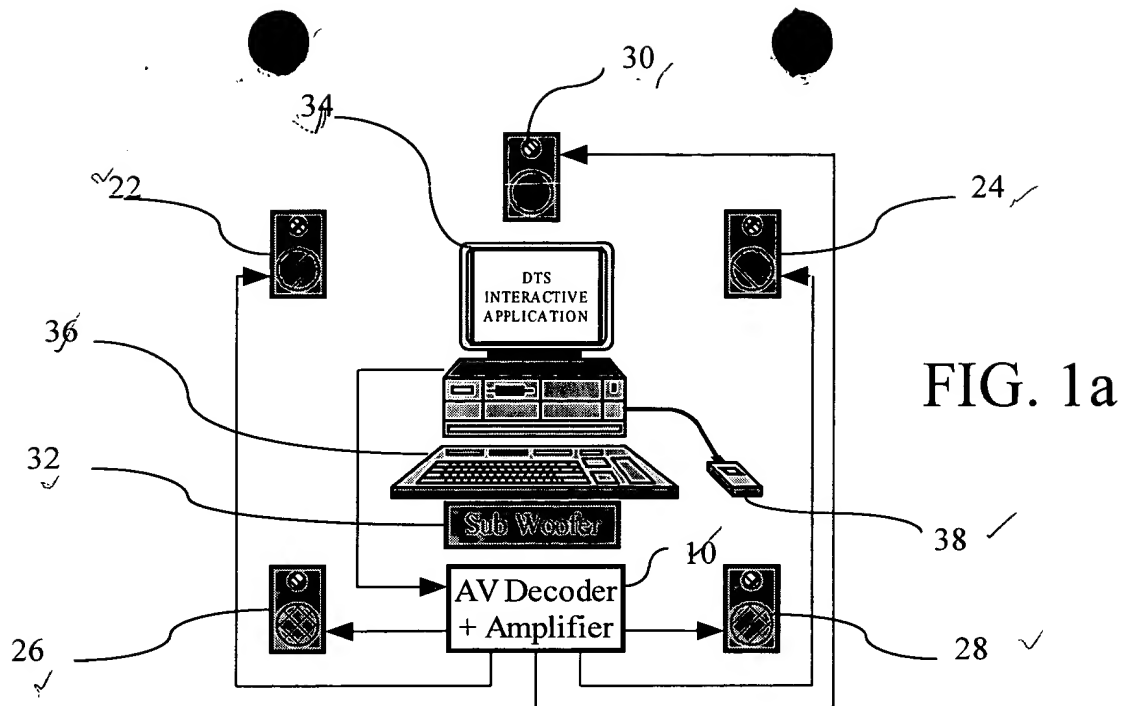 30
34
22
24
DTS
INTERACTIVE
APPLICATION
36
FIG. 1a
32
Sub Woofer
38
10
AV Decoder
+ Amplifier
26
28